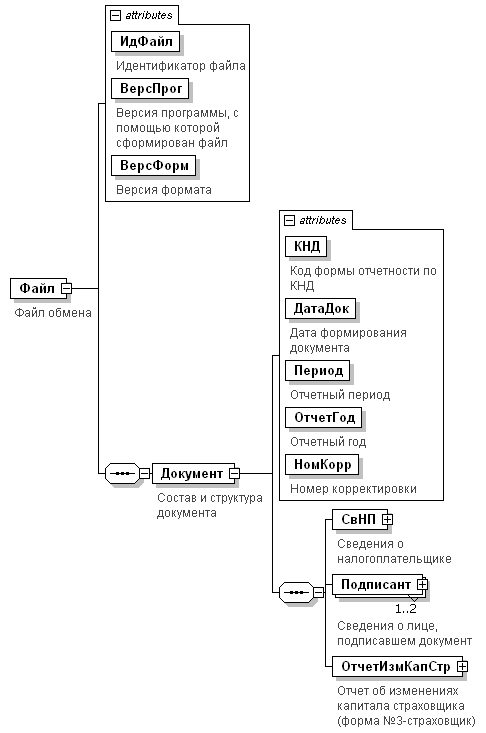 attributes
ИдФайл
Идентификатор файла
ВерсПрог
Версия программы, с
помощью которой
сформирован файл
ВерсФорм
Версия формата
Файл
Файл обмена
attributes
КНД
Код формы отчетности по
КНД
ДатаДок
Дата формирования
документа
Период
Отчетный период
ОтчетГод
Отчетный год
НомКорр
Номер корректировки
Документ
Состав и структура
документа
СвНП
Сведения о
налогоплательщике
Подписант
1..2
Сведения о лице,
подписавшем документ
ОтчетИзмКапСтр
Отчет об изменениях
капитала страховщика
(форма №3-страховщик)